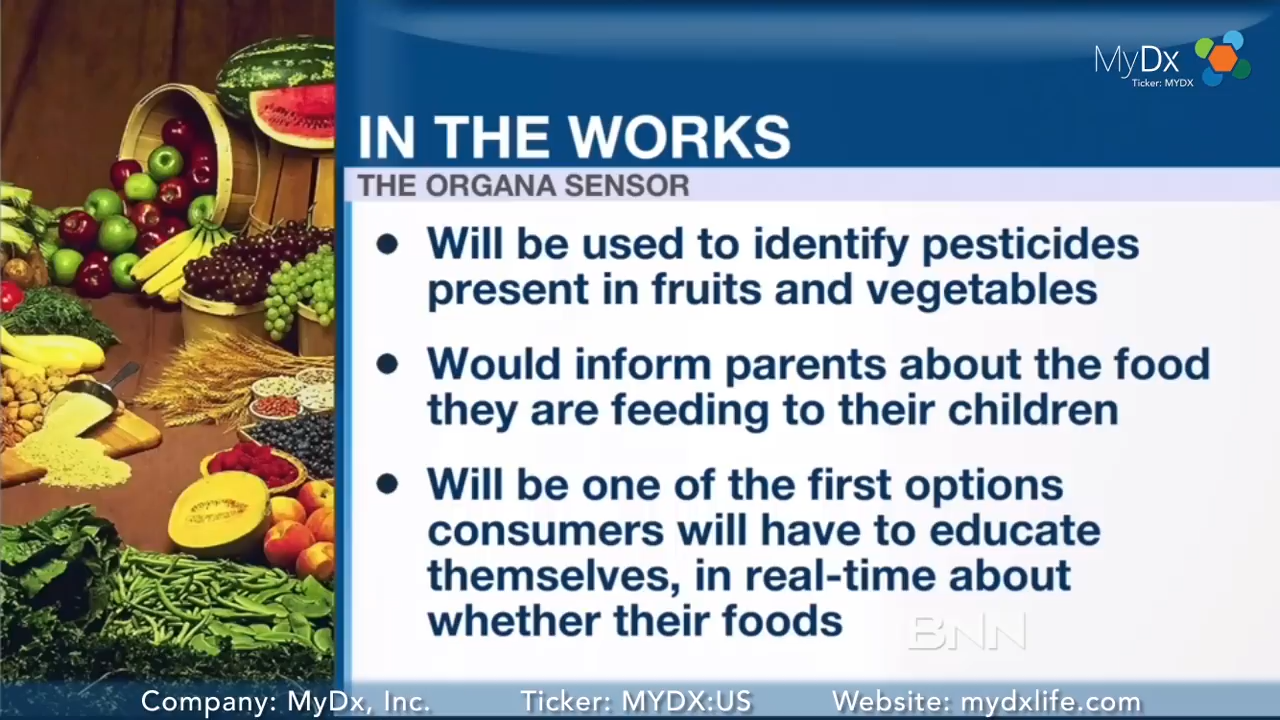 MyDx
Ticker: MYDX
IN THE WORKS
THE ORGANA SENSOR
• Will be used to identify pesticides
present in fruits and vegetables
• Would inform parents about the food
they are feeding to their children
• Will be one of the first options
consumers will have to educate
themselves, in real-time about
whether their foods
BNN
Company: MyDx, Inc. Ticker: MYDX:US Website: mydxlife.com